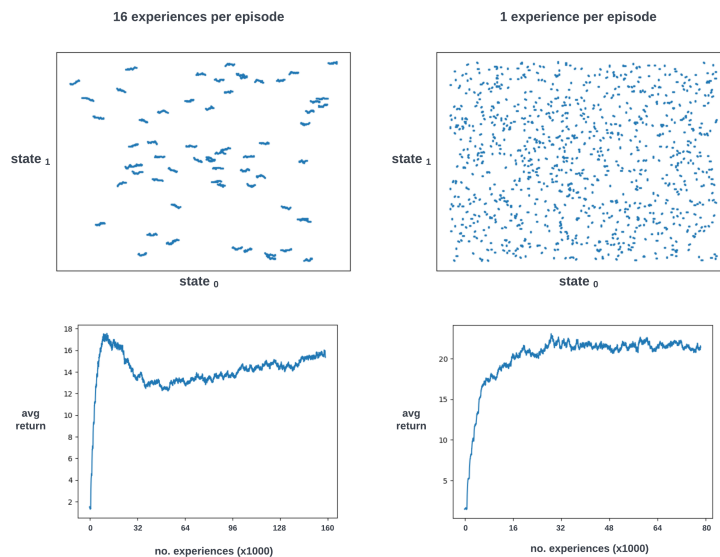 16 experiences per episode
1 experience per episode
state 1
state 0
state 1
state 0
18
16
14
12
10
8
6
4
2
0
32
64
96
128
160
avg
return
no. experiences (x1000)
20
15
10
5
0
16
32
48
64
80
avg
return
no. experiences (x1000)